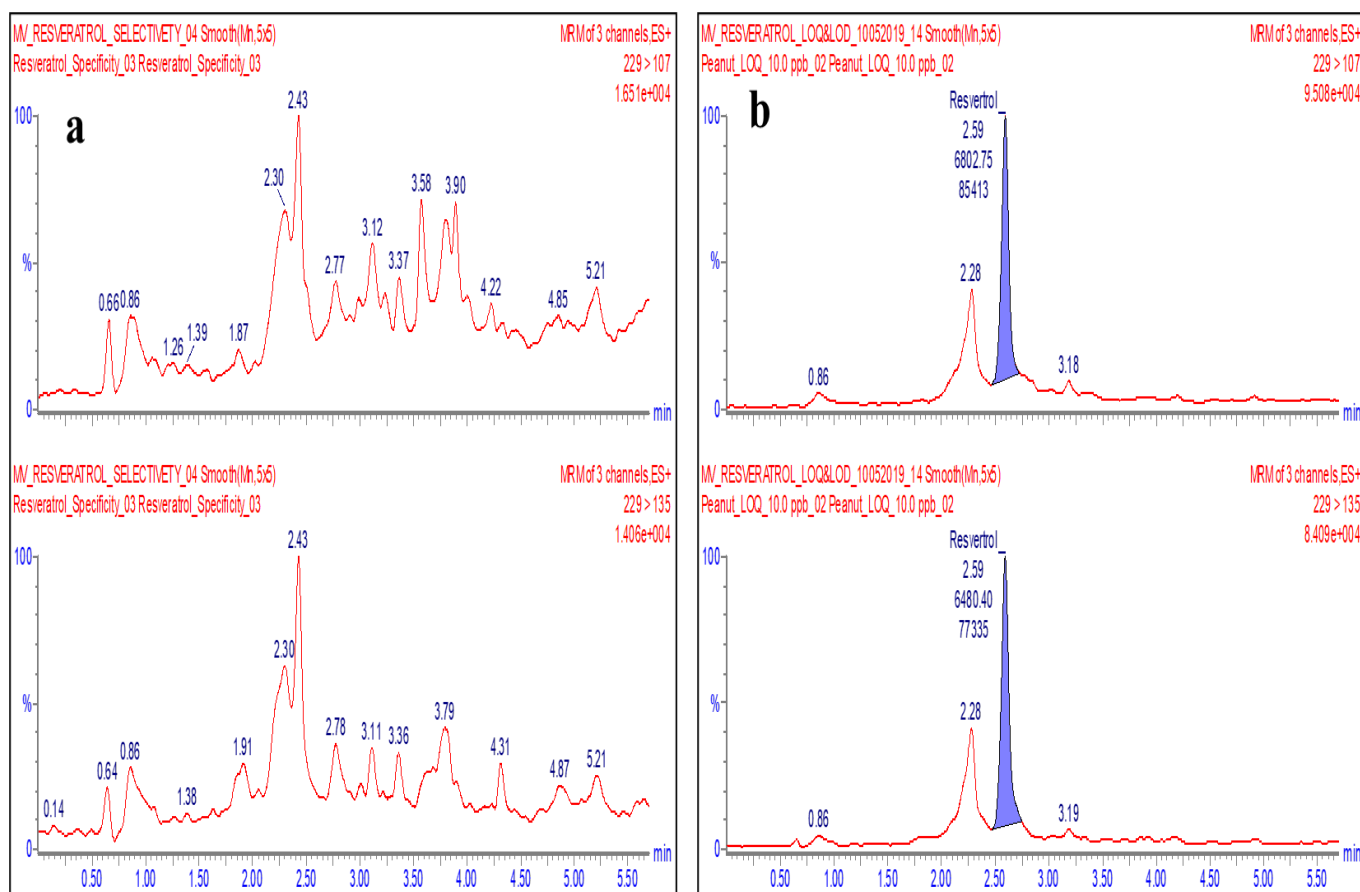 MV_RESVERATROL_SELECTIVETY_04 Smooth(Mn,5x5)
MRM of 3 channels,ES+
Resveratrol_Specificity_03 Resveratrol_Specificity_03
229 > 107
1.651e+004
a
100
%
0
0.66
0.86
1.26
1.39
1.87
2.30
2.43
2.77
3.12
3.37
3.58
3.90
4.22
4.85
5.21
min
MV_RESVERATROL_LOQ&LOD_10052019_14 Smooth(Mn,5x5)
MRM of 3 channels,ES+
Peanut_LOQ_10.0 ppb_02 Peanut_LOQ_10.0 ppb_02
229 > 107
9.508e+004
b
100
%
0
Resvertrol_
2.59
6802.75
85413
0.86
2.28
3.18
min
MV_RESVERATROL_SELECTIVETY_04 Smooth(Mn,5x5)
MRM of 3 channels,ES+
Resveratrol_Specificity_03 Resveratrol_Specificity_03
229 > 135
1.406e+004
100
%
0
0.14
0.64
0.86
1.38
1.91
2.30
2.43
2.78
3.11
3.36
3.79
4.31
4.87
5.21
min
0.50 1.00 1.50 2.00 2.50 3.00 3.50 4.00 4.50 5.00 5.50
MV_RESVERATROL_LOQ&LOD_10052019_14 Smooth(Mn,5x5)
MRM of 3 channels,ES+
Peanut_LOQ_10.0 ppb_02 Peanut_LOQ_10.0 ppb_02
229 > 135
8.409e+004
100
%
0
Resvertrol_
2.59
6480.40
77335
0.86
2.28
3.19
min
0.50 1.00 1.50 2.00 2.50 3.00 3.50 4.00 4.50 5.00 5.50